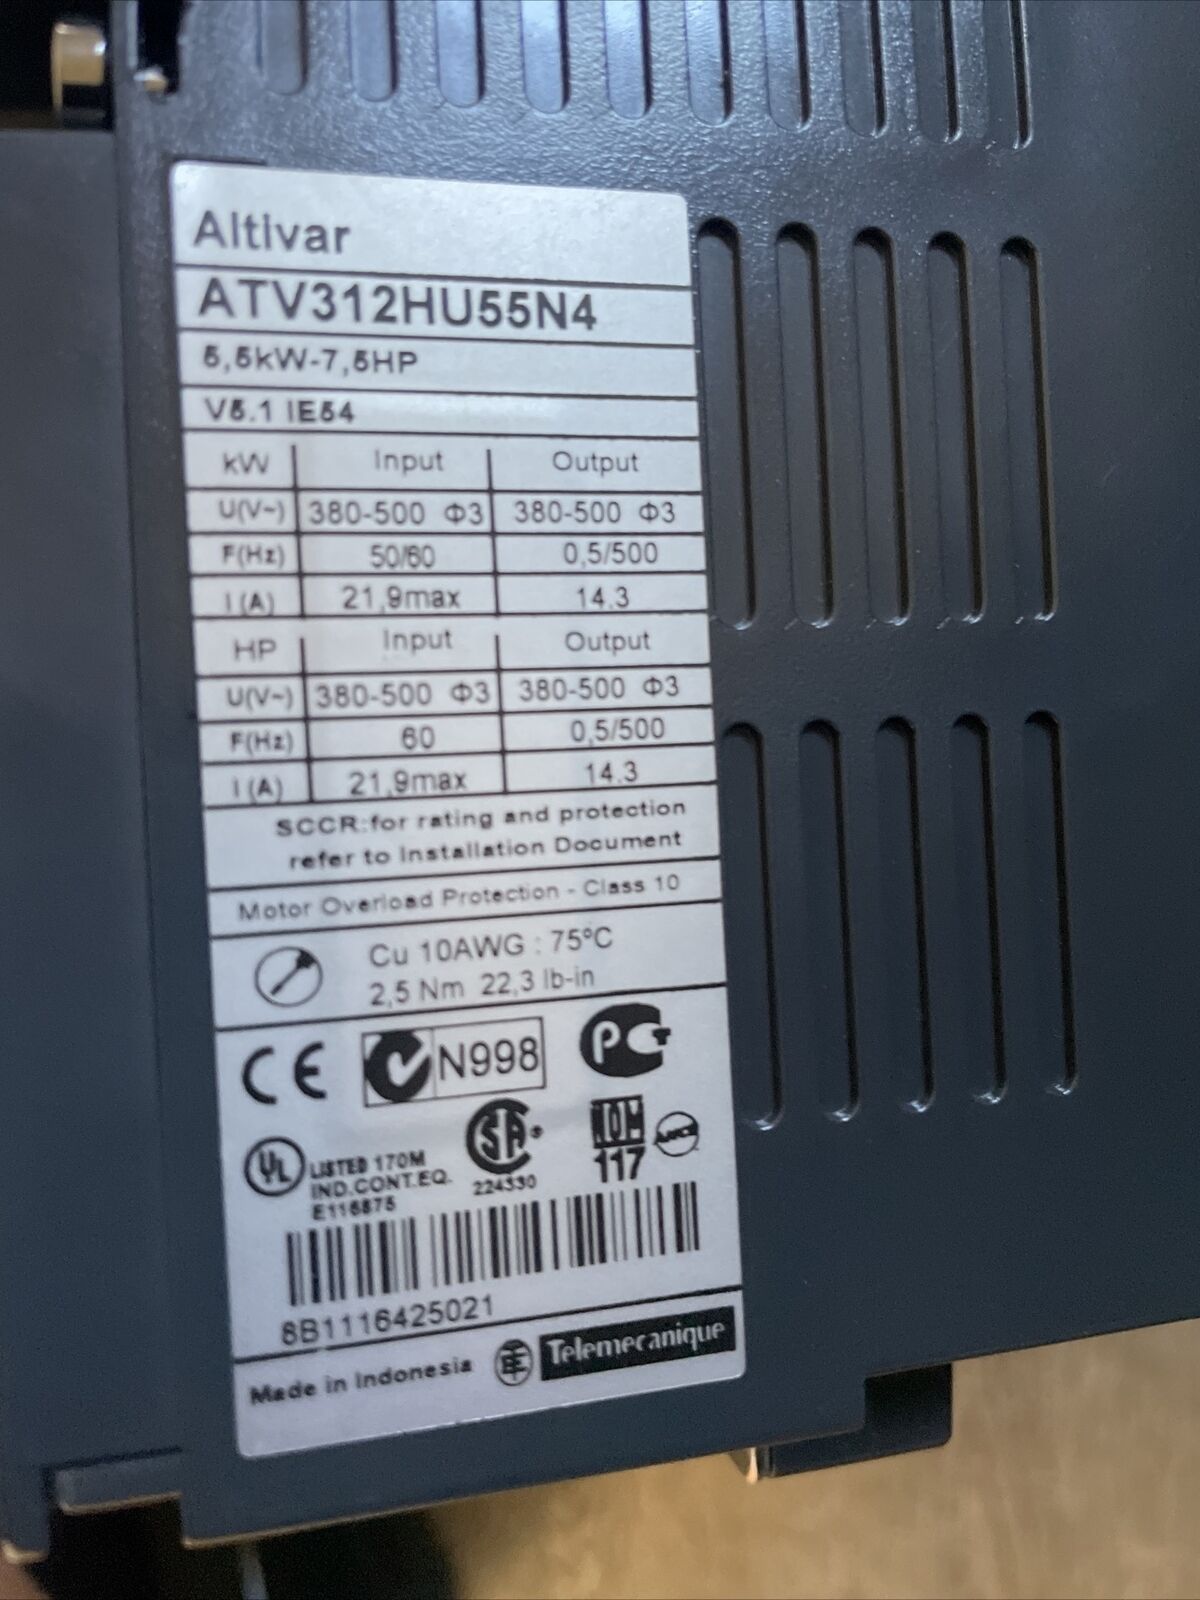 Altivar
ATV312HU55N4
5,5kW-7,5HP
V5.1 IE54
kW Input Output
U(V~) 380-500 Φ3 380-500 Φ3
F(Hz) 50/60 0,5/500
I (A) 21,9max 14.3
HP Input Output
U(V~) 380-500 Φ3 380-500 Φ3
F(Hz) 60 0,5/500
I (A) 21,9max 14.3
SCCR:for rating and protection
refer to Installation Document
Motor Overload Protection - Class 10
Cu 10AWG : 75°C
2,5 Nm 22,3 lb-in
CE N998 PCT
UL LISTED 170M
IND.CONT.EQ.
E116875
SA
224330
117
8B1116425021
Made in Indonesia TE Telemecanique